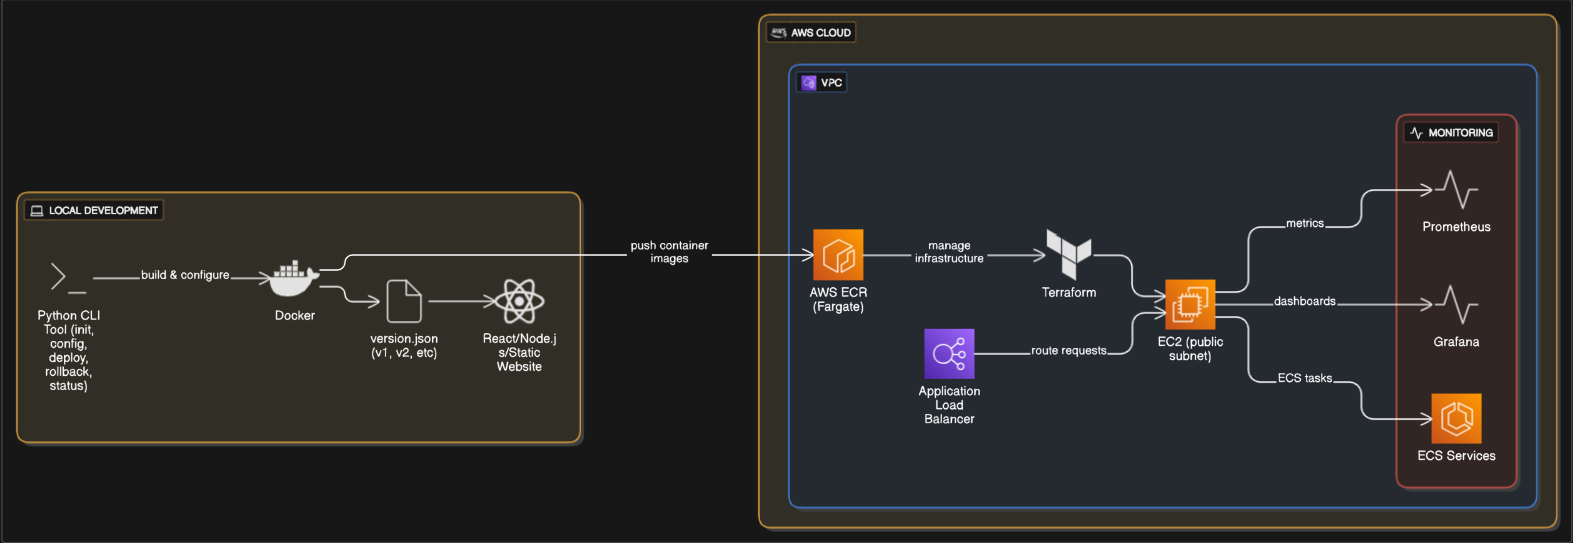 AWS CLOUD
VPC
MONITORING
LOCAL DEVELOPMENT
build & configure
Python CLI
Tool (init,
config,
deploy,
rollback,
status)
Docker
version.json
(v1, v2, etc)
React/Node.j
s/Static
Website
push container
images
AWS ECR
(Fargate)
manage
infrastructure
Terraform
Application
Load
Balancer
route requests
EC2 (public
subnet)
metrics
dashboards
ECS tasks
Prometheus
Grafana
ECS Services